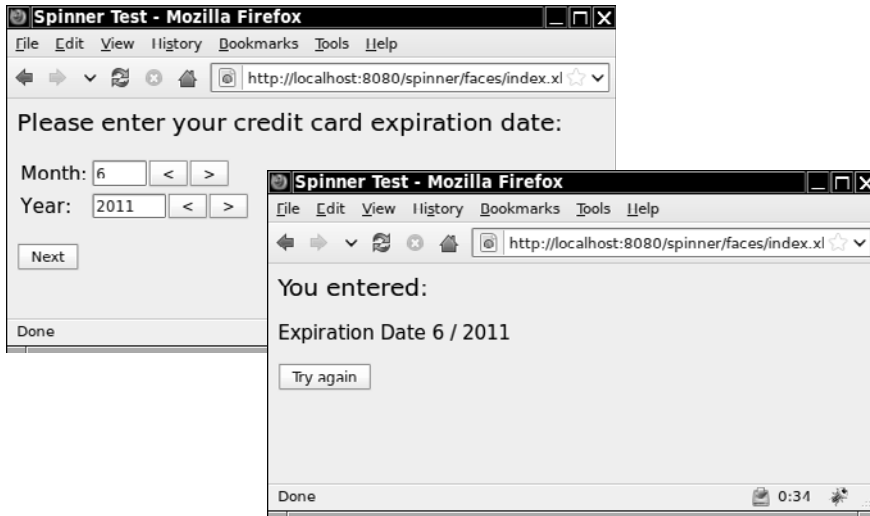 Spinner Test - Mozilla Firefox
File Edit View History Bookmarks Tools Help
http://localhost:8080/spinner/faces/index.xl
Please enter your credit card expiration date:
Month: 6 < >
Year: 2011 < >
Next
Done
Spinner Test - Mozilla Firefox
File Edit View History Bookmarks Tools Help
http://localhost:8080/spinner/faces/index.xl
You entered:
Expiration Date 6 / 2011
Try again
Done 0:34